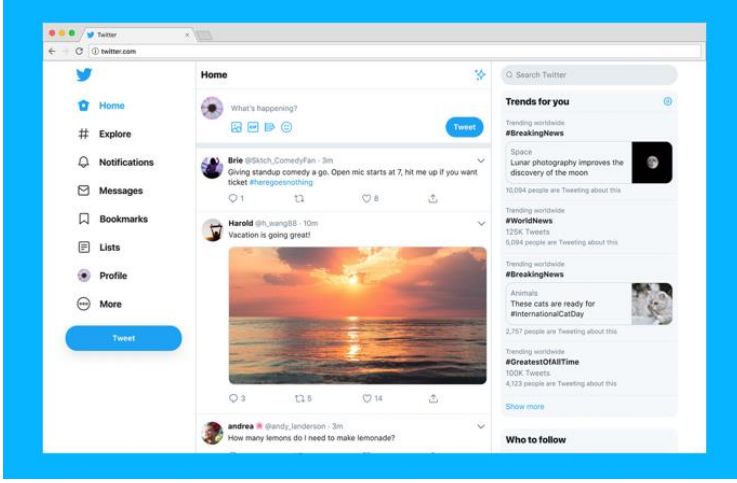 Twitter
twitter.com
Home
Explore
Notifications
Messages
Bookmarks
Lists
Profile
More
Tweet
Home
What's happening?
GIF
Tweet
Brie @Sktch_ComedyFan · 3m
Giving standup comedy a go. Open mic starts at 7, hit me up if you want
ticket #heregoesnothing
1
8
Harold @h_wang88 · 10m
Vacation is going great!
3
5
14
andrea @andy_landerson · 3m
How many lemons do I need to make lemonade?
Search Twitter
Trends for you
Trending worldwide
#BreakingNews
Space
Lunar photography improves the
discovery of the moon
10,094 people are Tweeting about this
Trending worldwide
#WorldNews
125K Tweets
5,094 people are Tweeting about this
Trending worldwide
#BreakingNews
Animals
These cats are ready for
#InternationalCatDay
2,757 people are Tweeting about this
Trending worldwide
#GreatestOfAllTime
100K Tweets
4,123 people are Tweeting about this
Show more
Who to follow